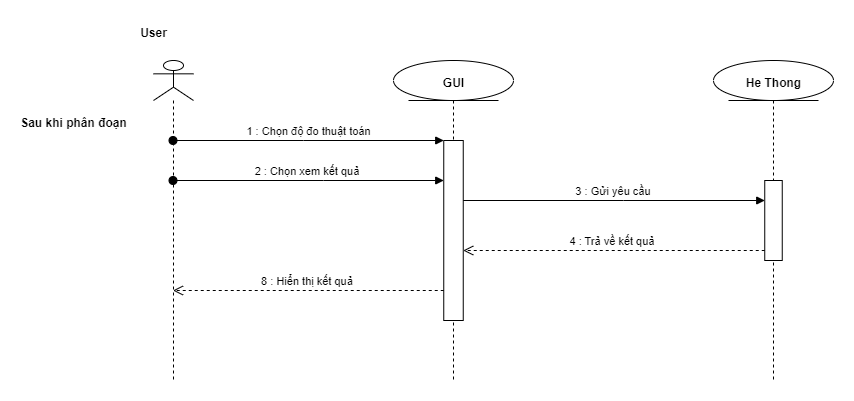 User
GUI
He Thong
Sau khi phân đoạn
1 : Chọn độ đo thuật toán
2 : Chọn xem kết quả
3 : Gửi yêu cầu
4 : Trả về kết quả
8 : Hiển thị kết quả